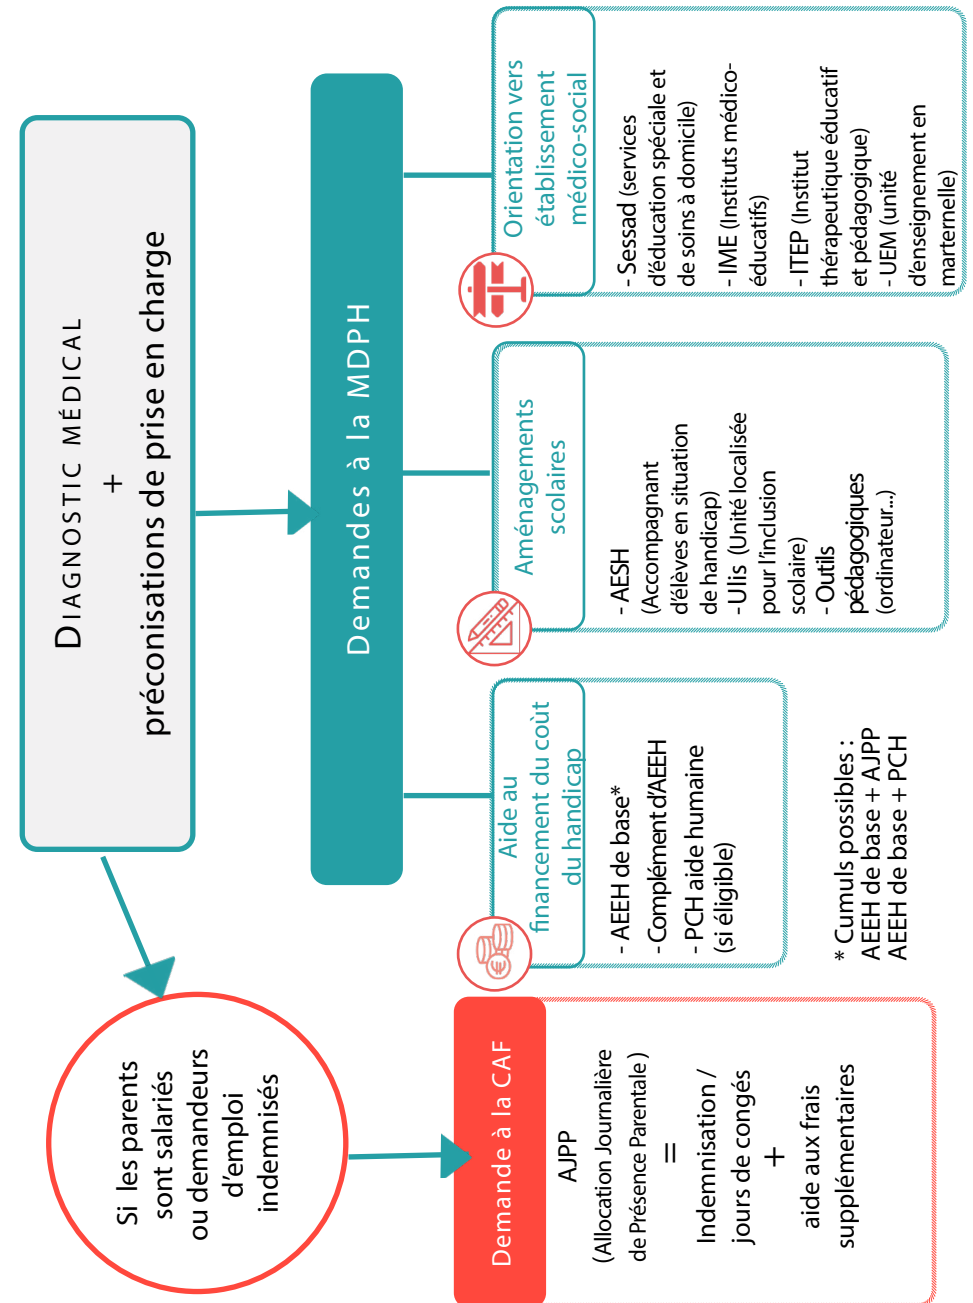 DIAGNOSTIC MÉDICAL
+
préconisations de prise en charge
Si les parents
sont salariés
ou demandeurs
d'emploi
indemnisés
Demande à la CAF
AJPP
(Allocation Journalière
de Présence Parentale)
=
Indemnisation /
jours de congés
+
aide aux frais
supplémentaires
Demandes à la MDPH
Aide au
financement du coùt
du handicap
- AEEH de base*
- Complément d'AEEH
- PCH aide humaine
(si éligible)
* Cumuls possibles :
AEEH de base + AJPP
AEEH de base + PCH
Aménagements
scolaires
- AESH
(Accompagnant
d'élèves en situation
de handicap)
- Ulis (Unité localisée
pour l'inclusion
scolaire)
- Outils
pédagogiques
(ordinateur...)
Orientation vers
établissement
médico-social
- Sessad (services
d'éducation spéciale et
de soins à domicile)
- IME (Instituts médico-
éducatifs)
- ITEP (Institut
thérapeutique éducatif
et pédagogique)
- UEM (unité
d'enseignement en
marternelle)